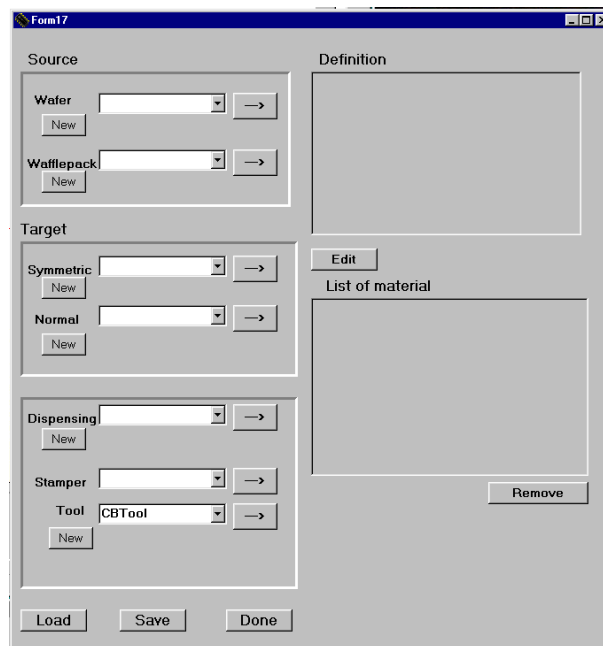 Form17
Source
Definition
Wafer
-->
New
Wafflepack
-->
New
Target
Symmetric
-->
New
Edit
List of material
Normal
-->
New
Dispensing
-->
New
Stamper
-->
Remove
Tool
CBTool
-->
New
Load
Save
Done